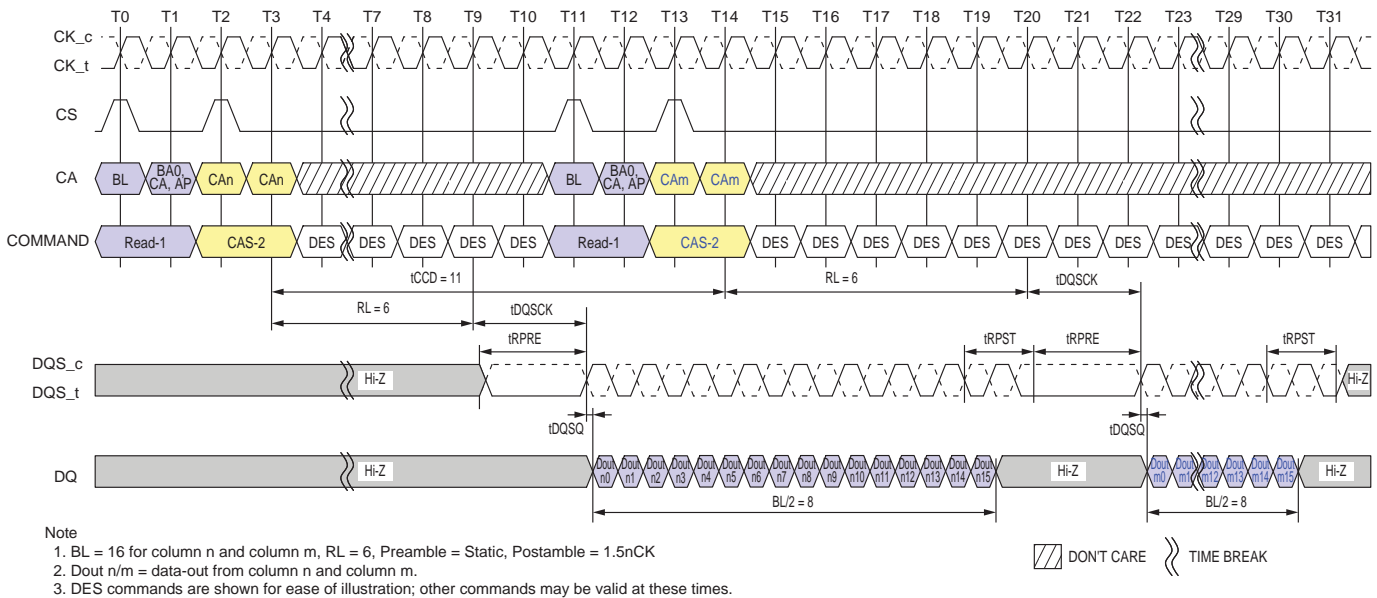 T0 T1 T2 T3 T4 T7 T8 T9 T10 T11 T12 T13 T14 T15 T16 T17 T18 T19 T20 T21 T22 T23 T29 T30 T31
CK_c
CK_t
CS
CA BL BA0, CA, AP CAn CAn BL BA0, CA, AP CAm CAm
COMMAND Read-1 CAS-2 DES DES DES DES DES Read-1 CAS-2 DES DES DES DES DES DES DES DES DES DES DES DES
tCCD = 11 RL = 6 tDQSCK
RL = 6 tDQSCK
tRPRE tRPST tRPRE tRPST
DQS_c
DQS_t
Hi-Z Hi-Z
tDQSQ tDQSQ
DQ Hi-Z Dout n0 Dout n1 Dout n2 Dout n3 Dout n4 Dout n5 Dout n6 Dout n7 Dout n8 Dout n9 Dout n10 Dout n11 Dout n12 Dout n13 Dout n14 Dout n15 Hi-Z Dout m0 Dout m1 Dout m12 Dout m13 Dout m14 Dout m15 Hi-Z
BL/2 = 8 BL/2 = 8
Note
1. BL = 16 for column n and column m, RL = 6, Preamble = Static, Postamble = 1.5nCK
2. Dout n/m = data-out from column n and column m.
3. DES commands are shown for ease of illustration; other commands may be valid at these times.
DON'T CARE TIME BREAK